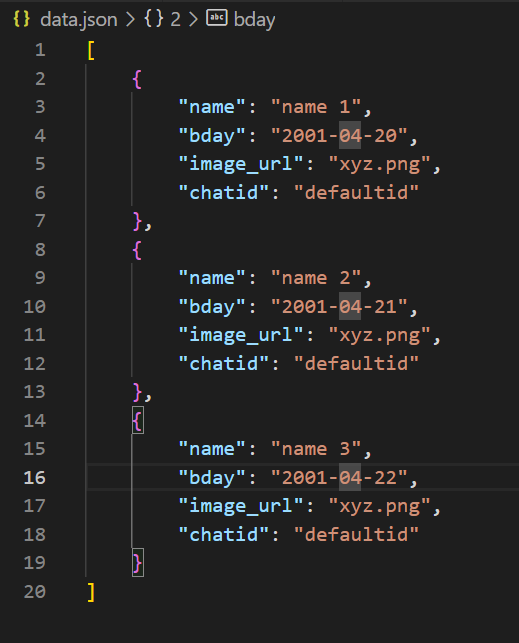 {} data.json > {} 2 > abc bday
1 [
2 {
3 "name": "name 1",
4 "bday": "2001-04-20",
5 "image_url": "xyz.png",
6 "chatid": "defaultid"
7 },
8 {
9 "name": "name 2",
10 "bday": "2001-04-21",
11 "image_url": "xyz.png",
12 "chatid": "defaultid"
13 },
14 {
15 "name": "name 3",
16 "bday": "2001-04-22",
17 "image_url": "xyz.png",
18 "chatid": "defaultid"
19 }
20 ]